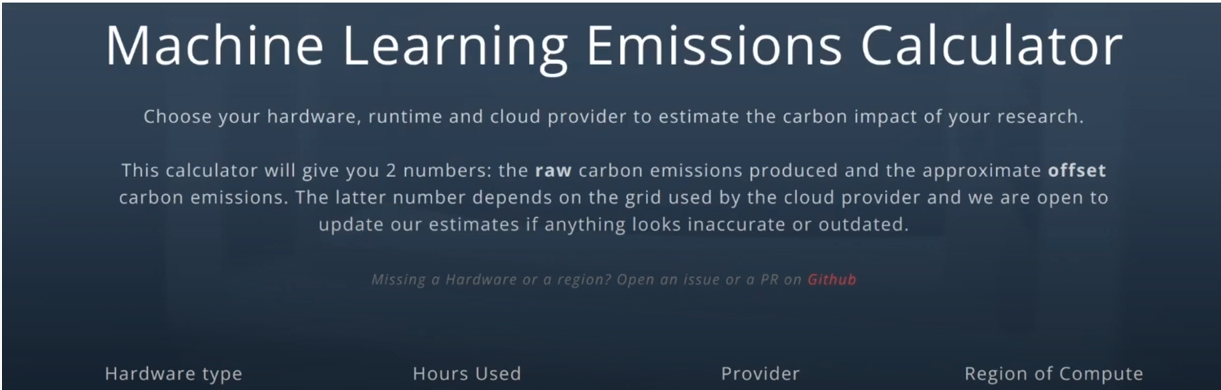 Machine Learning Emissions Calculator
Choose your hardware, runtime and cloud provider to estimate the carbon impact of your research.
This calculator will give you 2 numbers: the raw carbon emissions produced and the approximate offset
carbon emissions. The latter number depends on the grid used by the cloud provider and we are open to
update our estimates if anything looks inaccurate or outdated.
Missing a Hardware or a region? Open an issue or a PR on Github
Hardware type Hours Used Provider Region of Compute